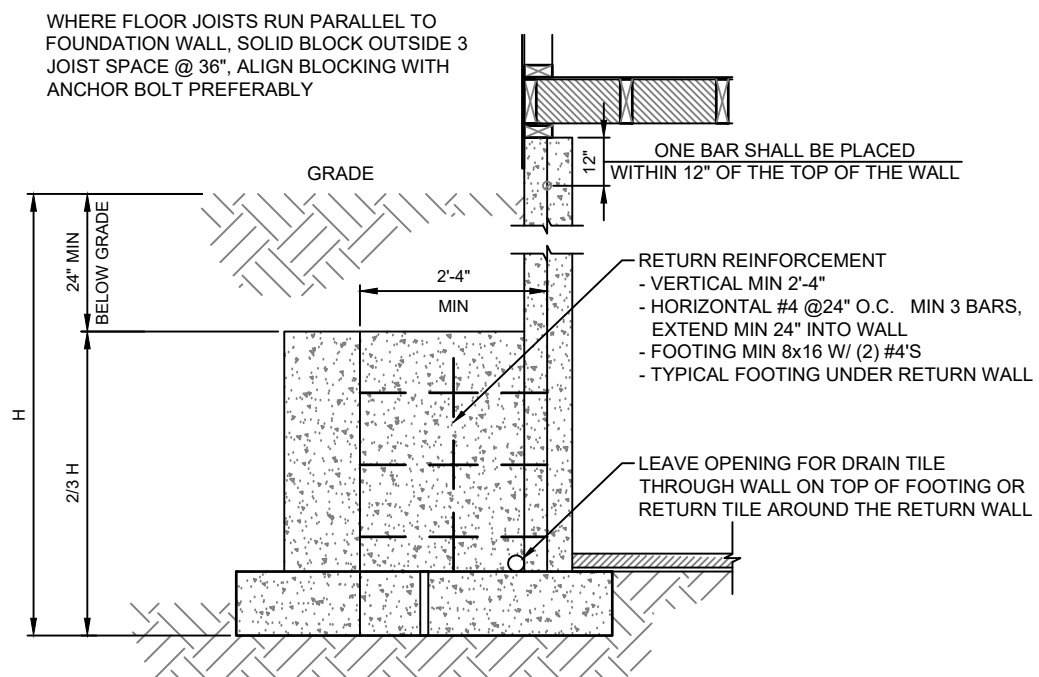 WHERE FLOOR JOISTS RUN PARALLEL TO
FOUNDATION WALL, SOLID BLOCK OUTSIDE 3
JOIST SPACE @ 36", ALIGN BLOCKING WITH
ANCHOR BOLT PREFERABLY
12"
ONE BAR SHALL BE PLACED
WITHIN 12" OF THE TOP OF THE WALL
GRADE
24" MIN
BELOW GRADE
2'-4"
MIN
RETURN REINFORCEMENT
- VERTICAL MIN 2'-4"
- HORIZONTAL #4 @24" O.C. MIN 3 BARS,
EXTEND MIN 24" INTO WALL
- FOOTING MIN 8x16 W/ (2) #4'S
- TYPICAL FOOTING UNDER RETURN WALL
H
2/3 H
LEAVE OPENING FOR DRAIN TILE
THROUGH WALL ON TOP OF FOOTING OR
RETURN TILE AROUND THE RETURN WALL